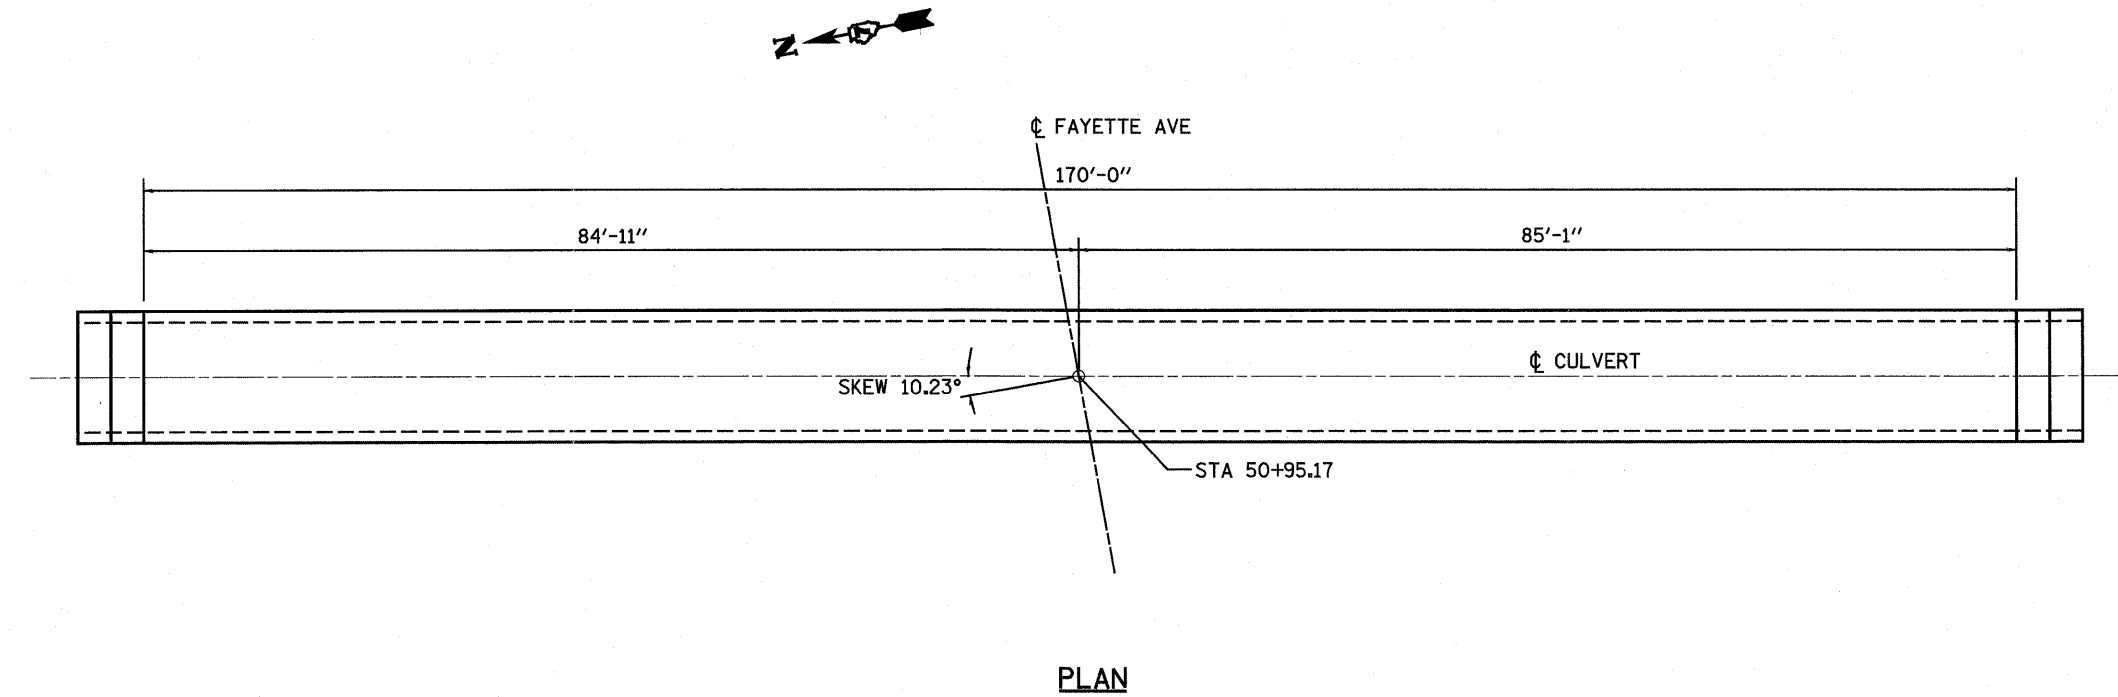 N
℄ FAYETTE AVE
170'-0"
84'-11"
85'-1"
℄ CULVERT
SKEW 10.23°
STA 50+95.17
PLAN